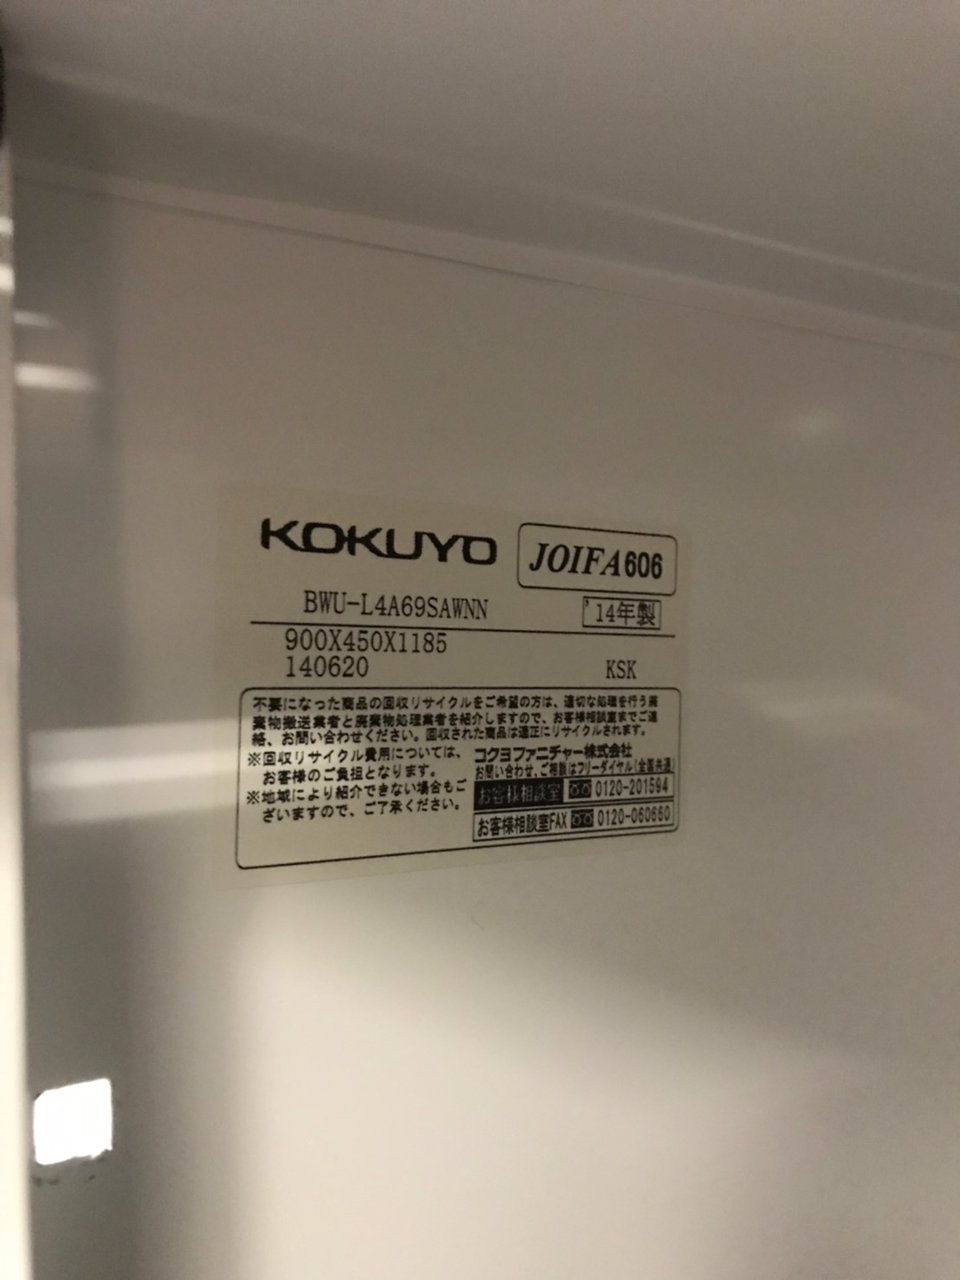 KOKUYO JOIFA606
BWU-L4A69SAWNN '14年製
900X450X1185
140620 KSK
不要になった商品の回収リサイクルをご希望の方は、適切な処理を行う廃
棄物搬送業者と廃棄物処理業者を紹介しますので、お客様相談室までご連
絡、お問い合わせください。回収された商品は適正にリサイクルされます。
※回収リサイクル費用については、
お客様のご負担となります。
※地域により紹介できない場合もご
ざいますので、ご了承ください。
コクヨファニチャー株式会社
お問い合わせ、ご相談はフリーダイヤル(全国共通)
お客様相談室 0120-201594
お客様相談室FAX 0120-060660